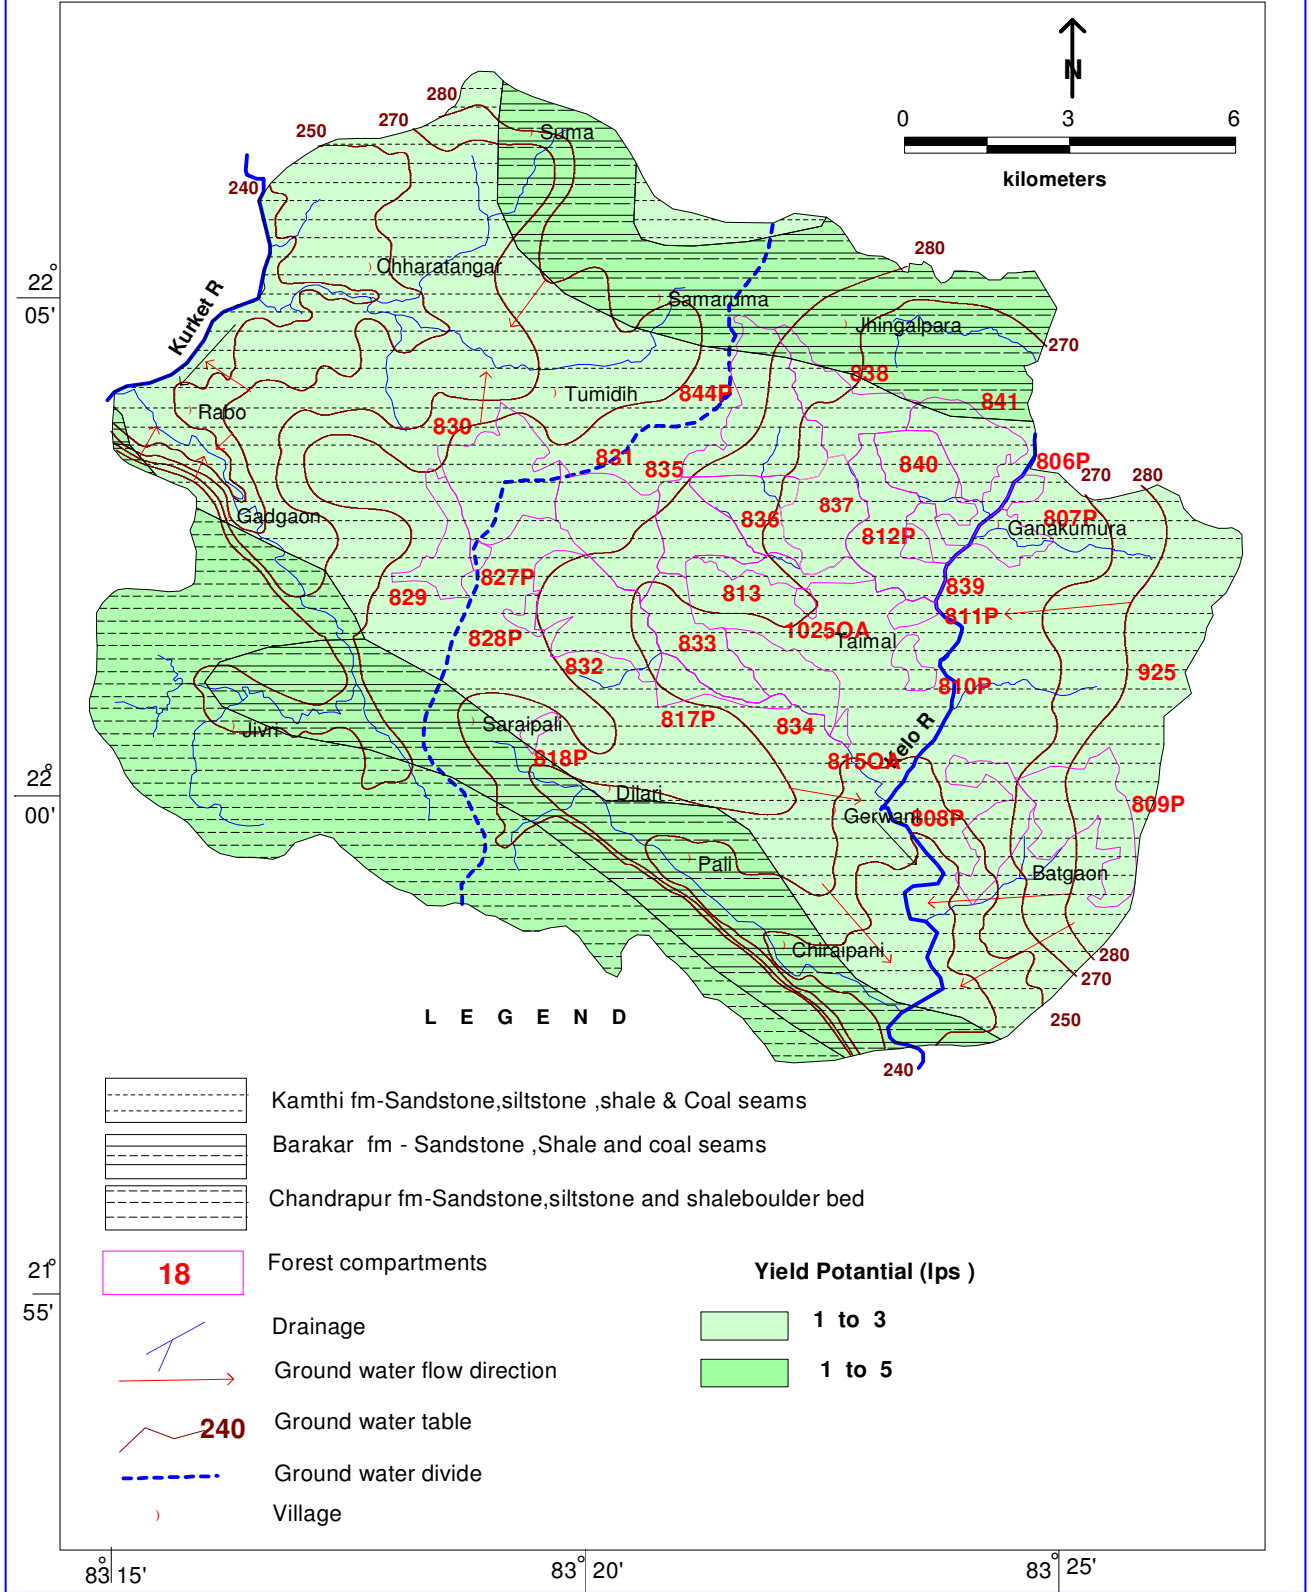 N
0 3 6
kilometers
280
270
250
Suma
240
280
22°
05'
Chharatangar
Samaruma
Kurket R
Jhingalpara
270
838
Tumidih
844P
841
Rabo
830
831
835
840
806P
270
280
836
837
807P
Gadgaon
812P
Ganakumura
827P
829
813
839
811P
1025OA
Taimal
828P
833
832
925
810P
817P
834
Jivri
Saraipali
Kelo R
818P
815OA
22°
00'
Dilari
809P
Gerwani
808P
Pali
Batgaon
Chiraipani
280
270
250
240
L E G E N D
Kamthi fm-Sandstone,siltstone ,shale & Coal seams
Barakar fm - Sandstone ,Shale and coal seams
Chandrapur fm-Sandstone,siltstone and shaleboulder bed
18 Forest compartments
Yield Potantial (lps )
21°
55'
Drainage
1 to 3
Ground water flow direction
1 to 5
240 Ground water table
Ground water divide
Village
83° 15'
83° 20'
83° 25'